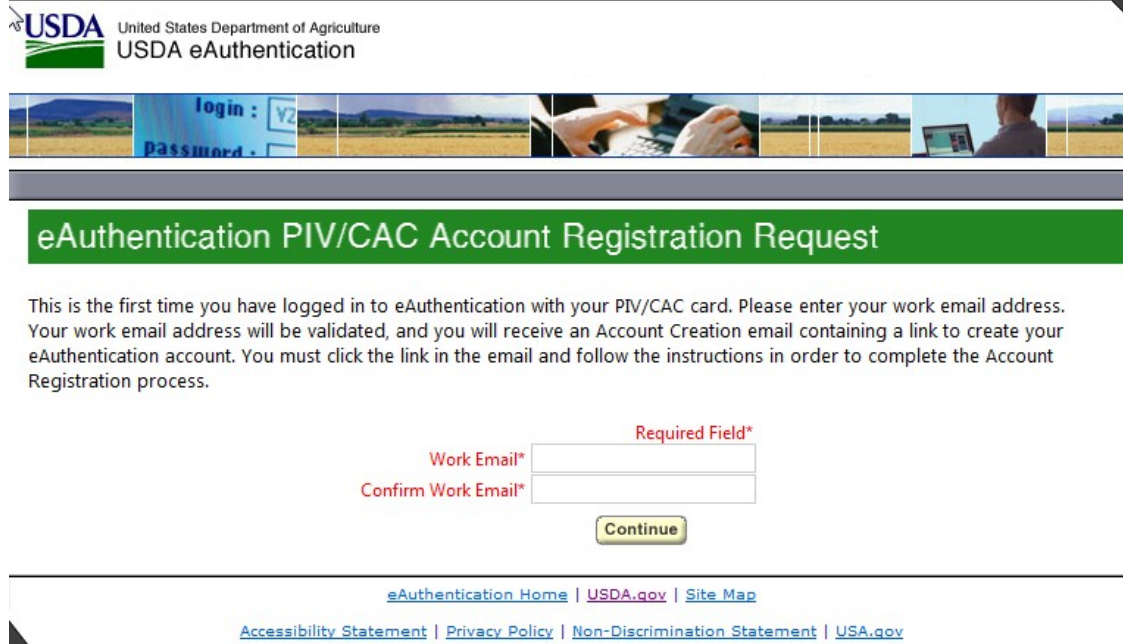 USDA
United States Department of Agriculture
USDA eAuthentication
login :
password :
eAuthentication PIV/CAC Account Registration Request
This is the first time you have logged in to eAuthentication with your PIV/CAC card. Please enter your work email address.
Your work email address will be validated, and you will receive an Account Creation email containing a link to create your
eAuthentication account. You must click the link in the email and follow the instructions in order to complete the Account
Registration process.
Required Field*
Work Email*
Confirm Work Email*
Continue
eAuthentication Home | USDA.gov | Site Map
Accessibility Statement | Privacy Policy | Non-Discrimination Statement | USA.gov